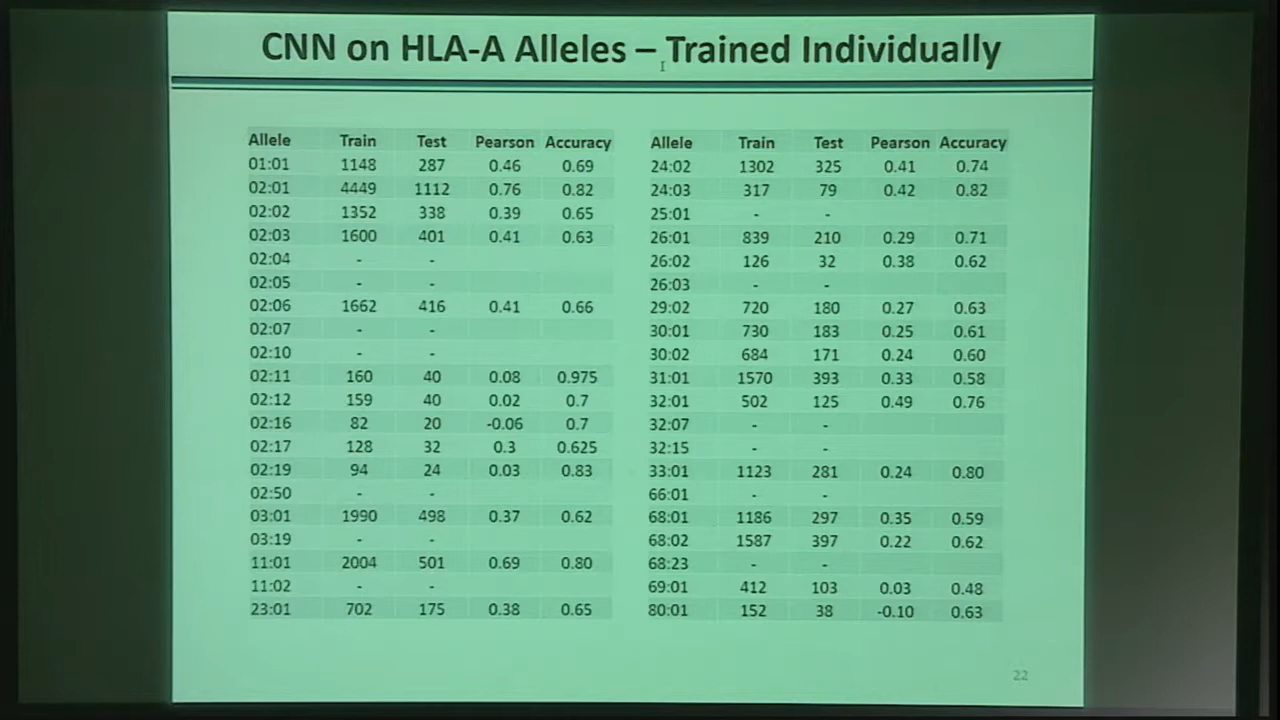 CNN on HLA-A Alleles – Trained Individually
Allele Train Test Pearson Accuracy
01:01 1148 287 0.46 0.69
02:01 4449 1112 0.76 0.82
02:02 1352 338 0.39 0.65
02:03 1600 401 0.41 0.63
02:04 - -
02:05 - -
02:06 1662 416 0.41 0.66
02:07 - -
02:10 - -
02:11 160 40 0.08 0.975
02:12 159 40 0.02 0.7
02:16 82 20 -0.06 0.7
02:17 128 32 0.3 0.625
02:19 94 24 0.03 0.83
02:50 - -
03:01 1990 498 0.37 0.62
03:19 - -
11:01 2004 501 0.69 0.80
11:02 - -
23:01 702 175 0.38 0.65
Allele Train Test Pearson Accuracy
24:02 1302 325 0.41 0.74
24:03 317 79 0.42 0.82
25:01 - -
26:01 839 210 0.29 0.71
26:02 126 32 0.38 0.62
26:03 - -
29:02 720 180 0.27 0.63
30:01 730 183 0.25 0.61
30:02 684 171 0.24 0.60
31:01 1570 393 0.33 0.58
32:01 502 125 0.49 0.76
32:07 - -
32:15 - -
33:01 1123 281 0.24 0.80
66:01 - -
68:01 1186 297 0.35 0.59
68:02 1587 397 0.22 0.62
68:23 - -
69:01 412 103 0.03 0.48
80:01 152 38 -0.10 0.63
22